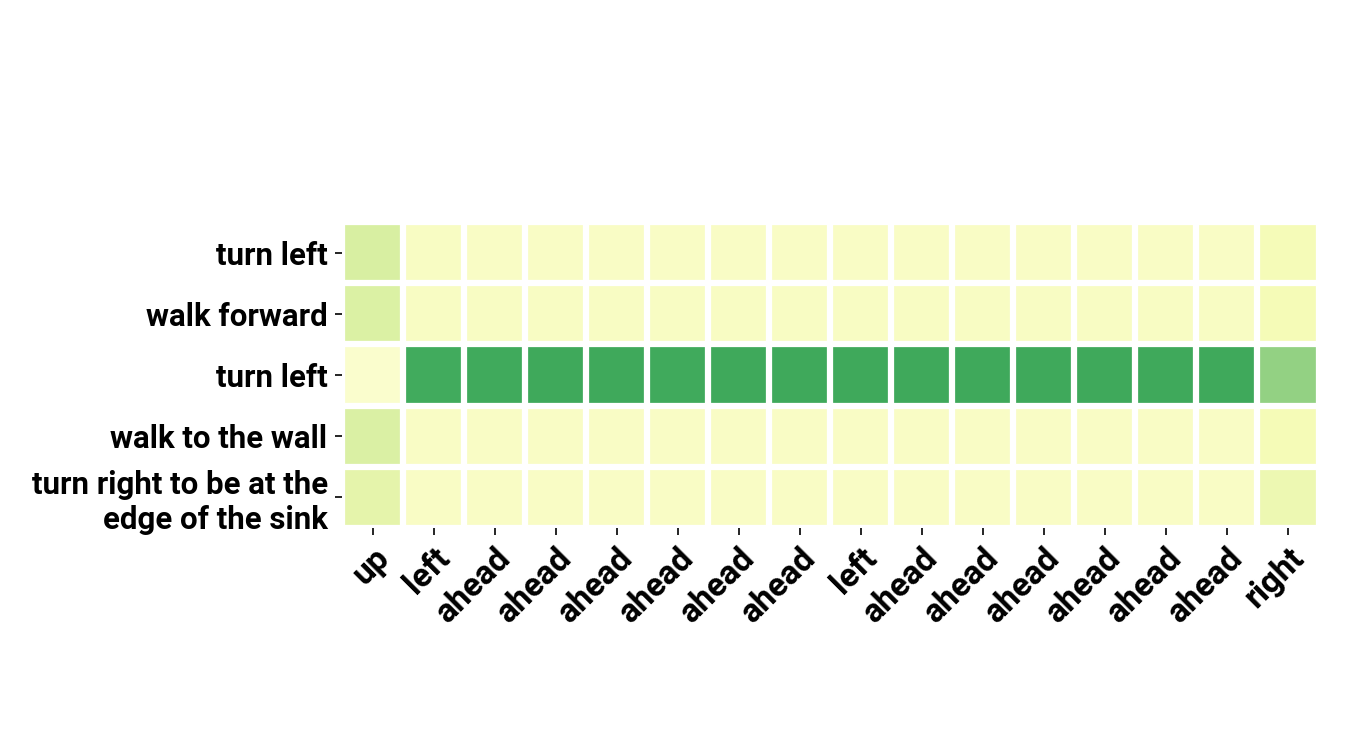 turn left
walk forward
turn left
walk to the wall
turn right to be at the
edge of the sink
up
left
ahead
ahead
ahead
ahead
ahead
ahead
left
ahead
ahead
ahead
ahead
ahead
ahead
right